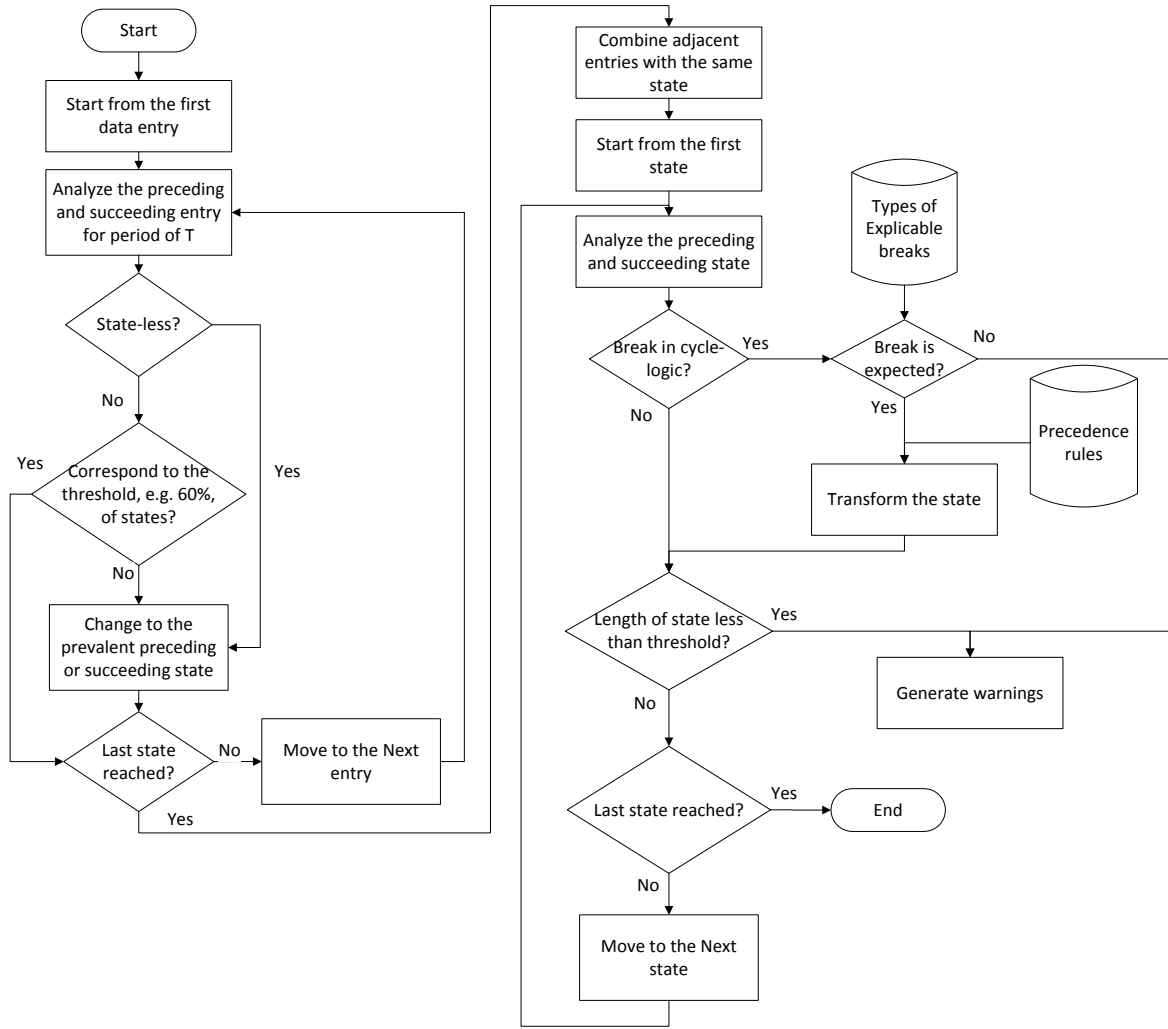 Start
Start from the first
data entry
Analyze the preceding
and succeeding entry
for period of T
State-less?
No
Yes
Yes
Correspond to the
threshold, e.g. 60%,
of states?
No
Change to the
prevalent preceding
or succeeding state
Last state
reached?
No
Move to the Next
entry
Yes
Combine adjacent
entries with the same
state
Start from the first
state
Analyze the preceding
and succeeding state
Break in cycle-
logic?
Yes
No
Types of
Explicable
breaks
Break is
expected?
No
Yes
Precedence
rules
Transform the state
Length of state less
than threshold?
Yes
No
Generate warnings
Last state reached?
Yes
End
No
Move to the Next
state